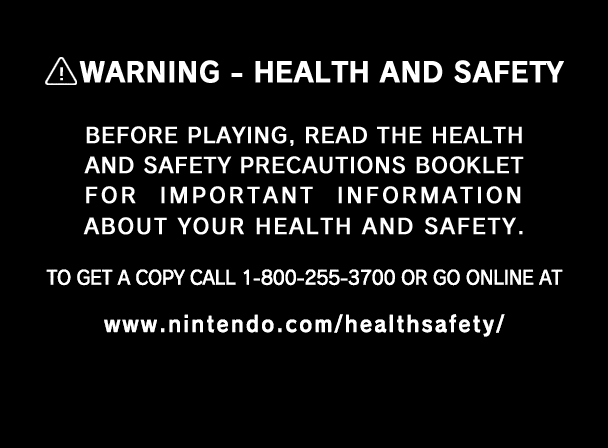 ⚠WARNING - HEALTH AND SAFETY
BEFORE PLAYING, READ THE HEALTH
AND SAFETY PRECAUTIONS BOOKLET
FOR IMPORTANT INFORMATION
ABOUT YOUR HEALTH AND SAFETY.
TO GET A COPY CALL 1-800-255-3700 OR GO ONLINE AT
www.nintendo.com/healthsafety/